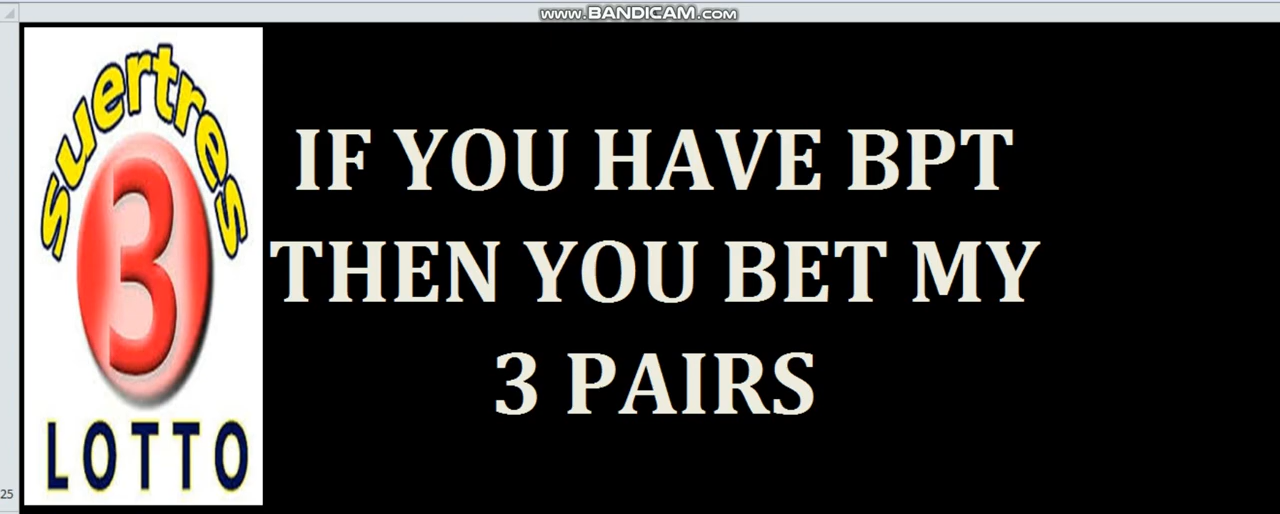 www.BANDICAM.com
suertres
3
LOTTO
IF YOU HAVE BPT
THEN YOU BET MY
3 PAIRS
25